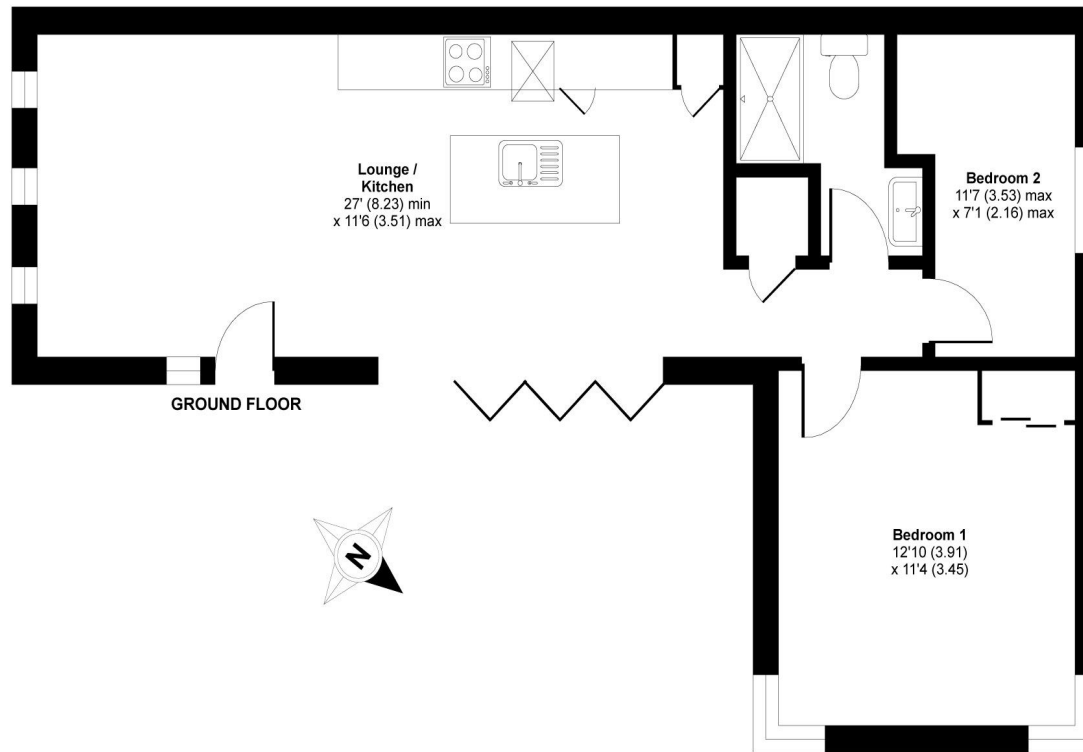 Lounge /
Kitchen
27' (8.23) min
x 11'6 (3.51) max
Bedroom 2
11'7 (3.53) max
x 7'1 (2.16) max
GROUND FLOOR
Bedroom 1
12'10 (3.91)
x 11'4 (3.45)
N